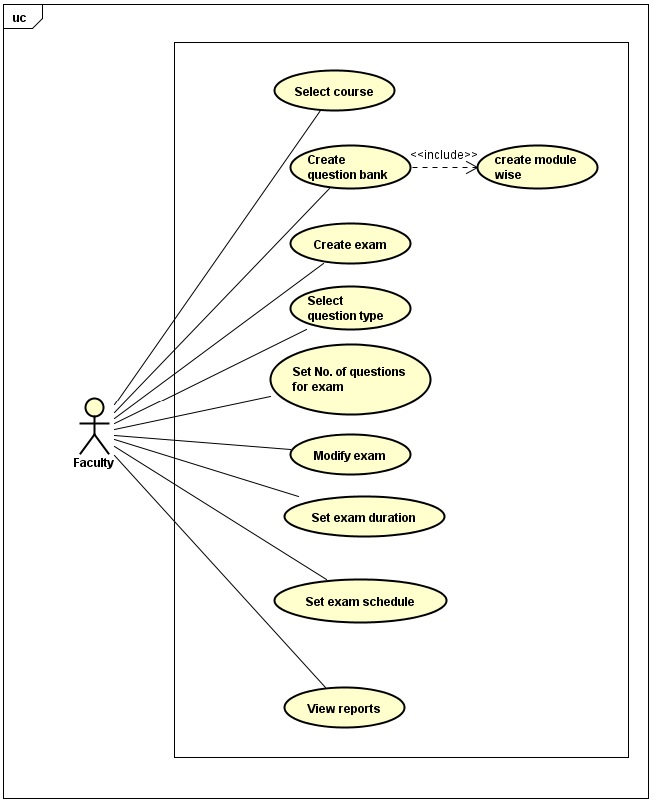 uc
Select course
Create
question bank
<<include>>
create module
wise
Create exam
Select
question type
Set No. of questions
for exam
Faculty
Modify exam
Set exam duration
Set exam schedule
View reports